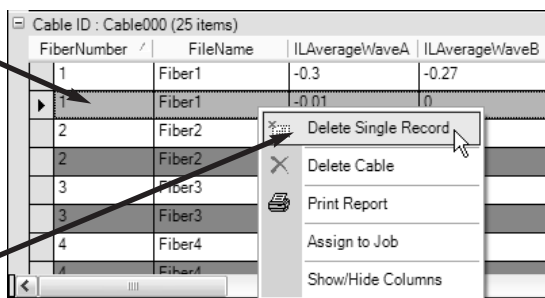 Cable ID : Cable000 (25 items)
FiberNumber / FileName ILAverageWaveA ILAverageWaveB
1 Fiber1 -0.3 -0.27
1 Fiber1 -0.01 0
2 Fiber2 Delete Single Record
2 Fiber2 Delete Cable
3 Fiber3 Print Report
3 Fiber3
4 Fiber4 Assign to Job
4 Fiber4 Show/Hide Columns